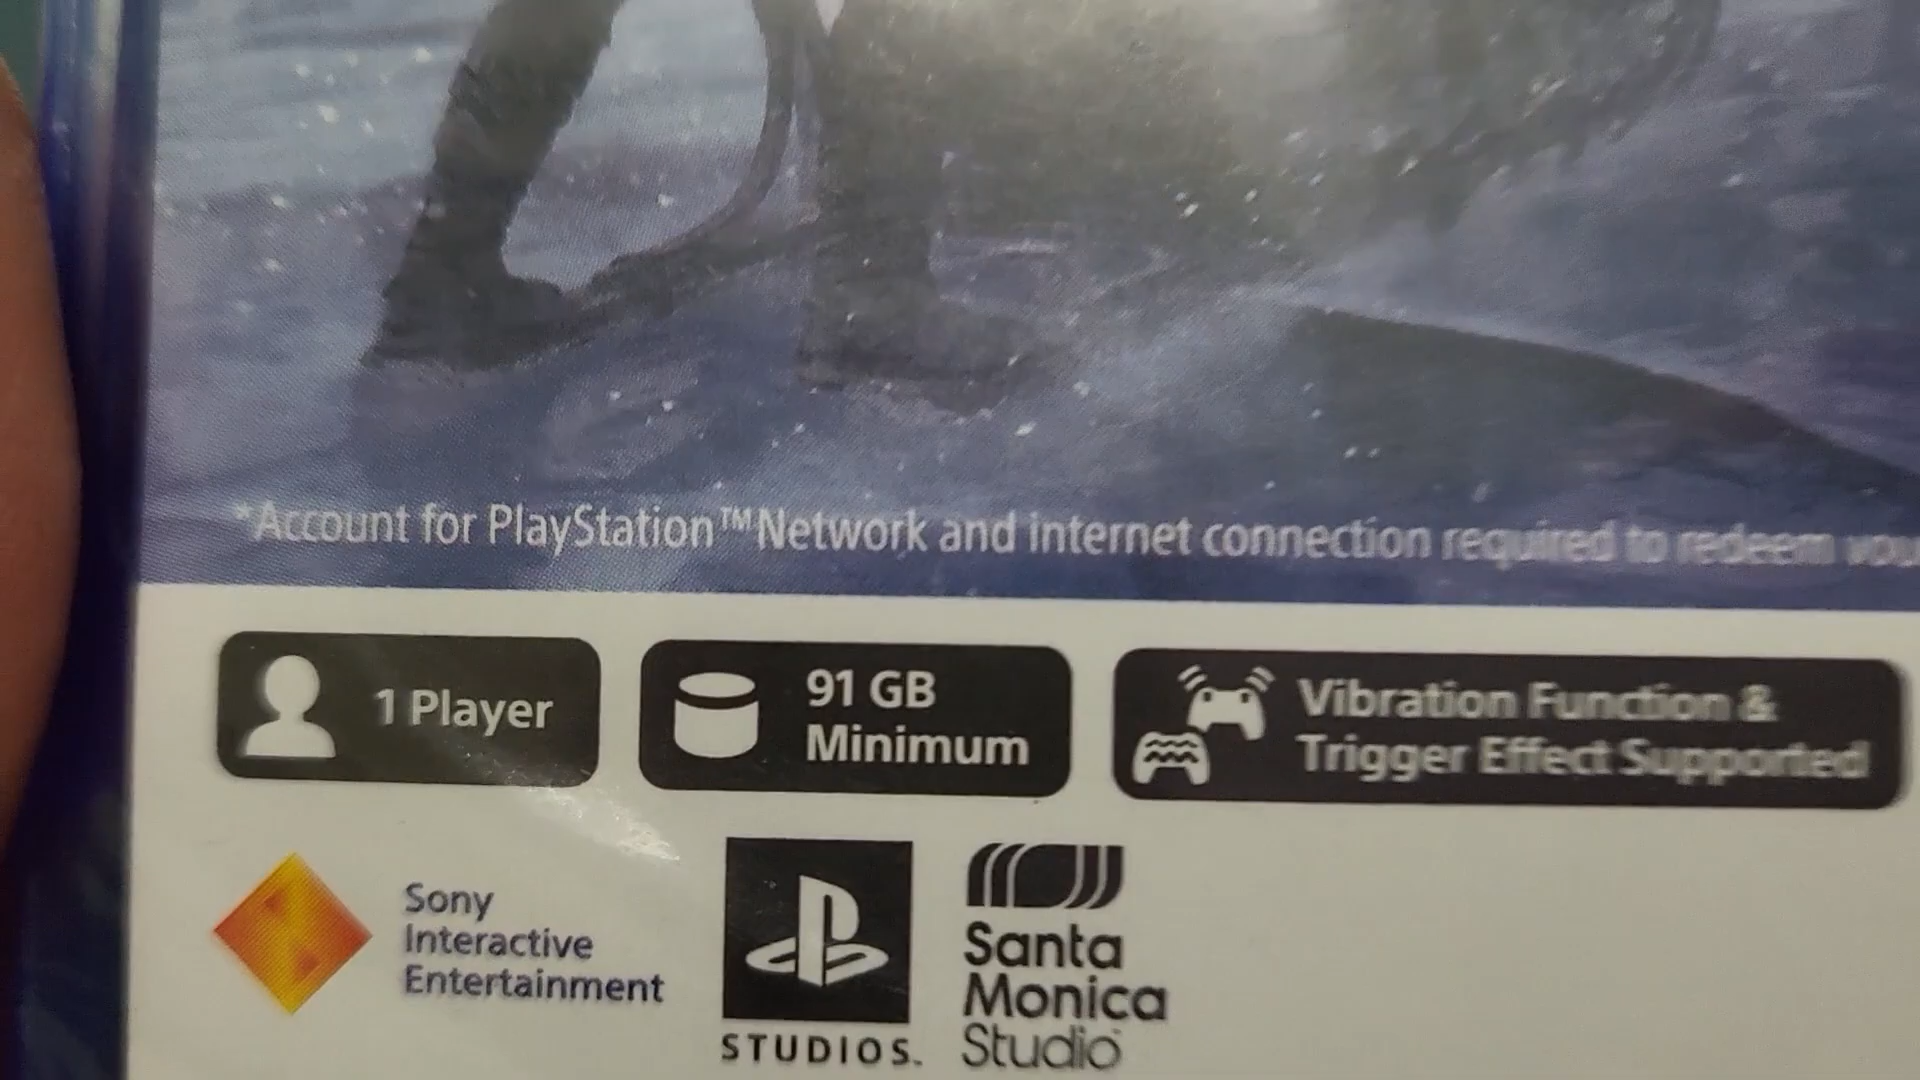 *Account for PlayStation™Network and internet connection required to redeem
1 Player
91 GB
Minimum
Vibration Function &
Trigger Effect Supported
Sony
Interactive
Entertainment
STUDIOS™
Santa
Monica
Studio